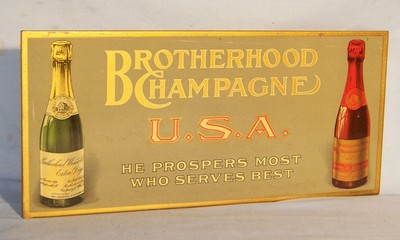 BROTHERHOOD
CHAMPAGNE
U.S.A.
HE PROSPERS MOST
WHO SERVES BEST